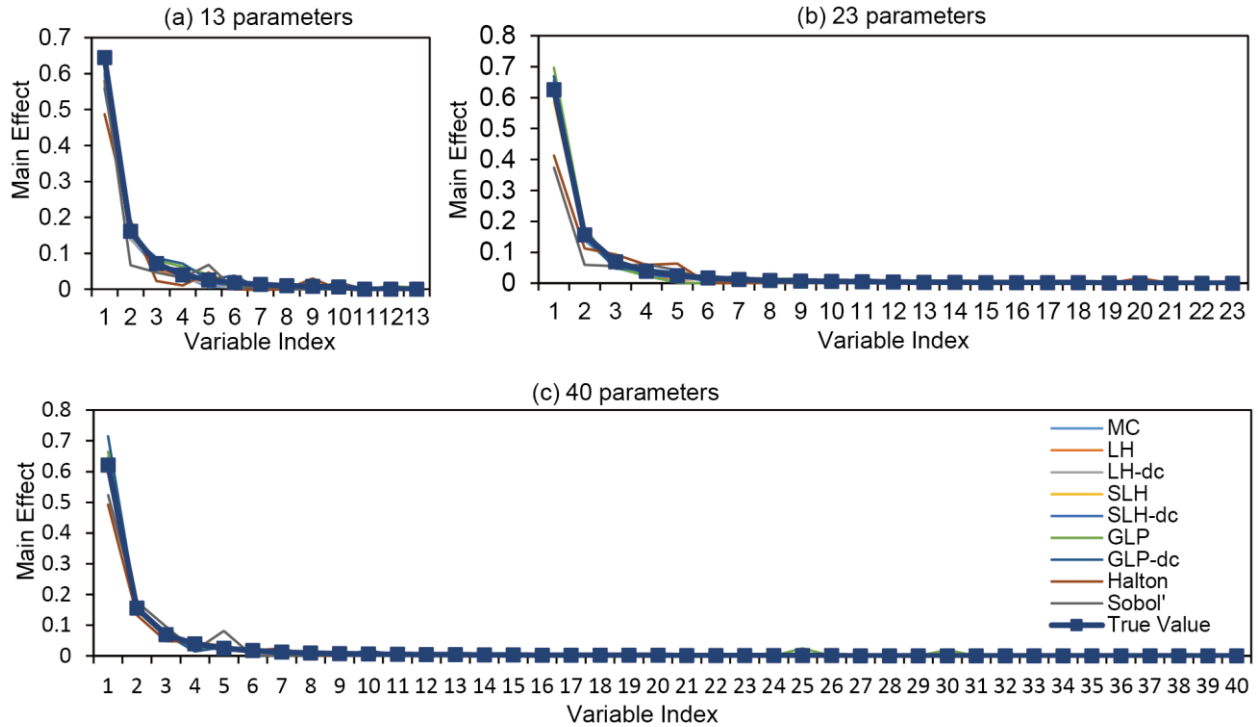 (a) 13 parameters
0.7
0.6
0.5
0.4
0.3
0.2
0.1
0
Main Effect
1 2 3 4 5 6 7 8 9 10 11 12 13
Variable Index
(b) 23 parameters
0.8
0.7
0.6
0.5
0.4
0.3
0.2
0.1
0
Main Effect
1 2 3 4 5 6 7 8 9 10 11 12 13 14 15 16 17 18 19 20 21 22 23
Variable Index
(c) 40 parameters
0.8
0.7
0.6
0.5
0.4
0.3
0.2
0.1
0
Main Effect
MC
LH
LH-dc
SLH
SLH-dc
GLP
GLP-dc
Halton
Sobol'
True Value
1 2 3 4 5 6 7 8 9 10 11 12 13 14 15 16 17 18 19 20 21 22 23 24 25 26 27 28 29 30 31 32 33 34 35 36 37 38 39 40
Variable Index